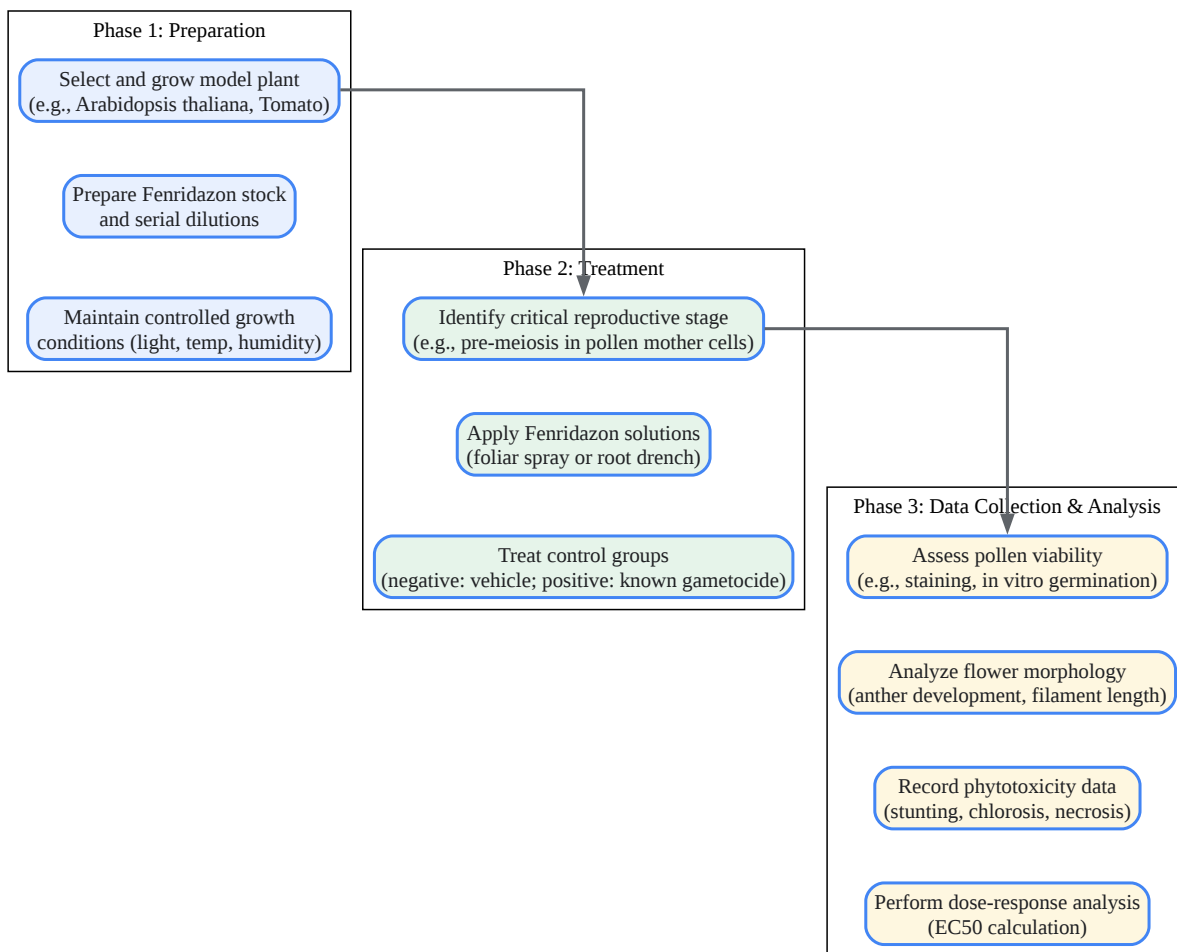 Phase 1: Preparation
Select and grow model plant
(e.g., Arabidopsis thaliana, Tomato)
Prepare Fenridazon stock
and serial dilutions
Maintain controlled growth
conditions (light, temp, humidity)
Phase 2: Treatment
Identify critical reproductive stage
(e.g., pre-meiosis in pollen mother cells)
Apply Fenridazon solutions
(foliar spray or root drench)
Treat control groups
(negative: vehicle; positive: known gametocide)
Phase 3: Data Collection & Analysis
Assess pollen viability
(e.g., staining, in vitro germination)
Analyze flower morphology
(anther development, filament length)
Record phytotoxicity data
(stunting, chlorosis, necrosis)
Perform dose-response analysis
(EC50 calculation)